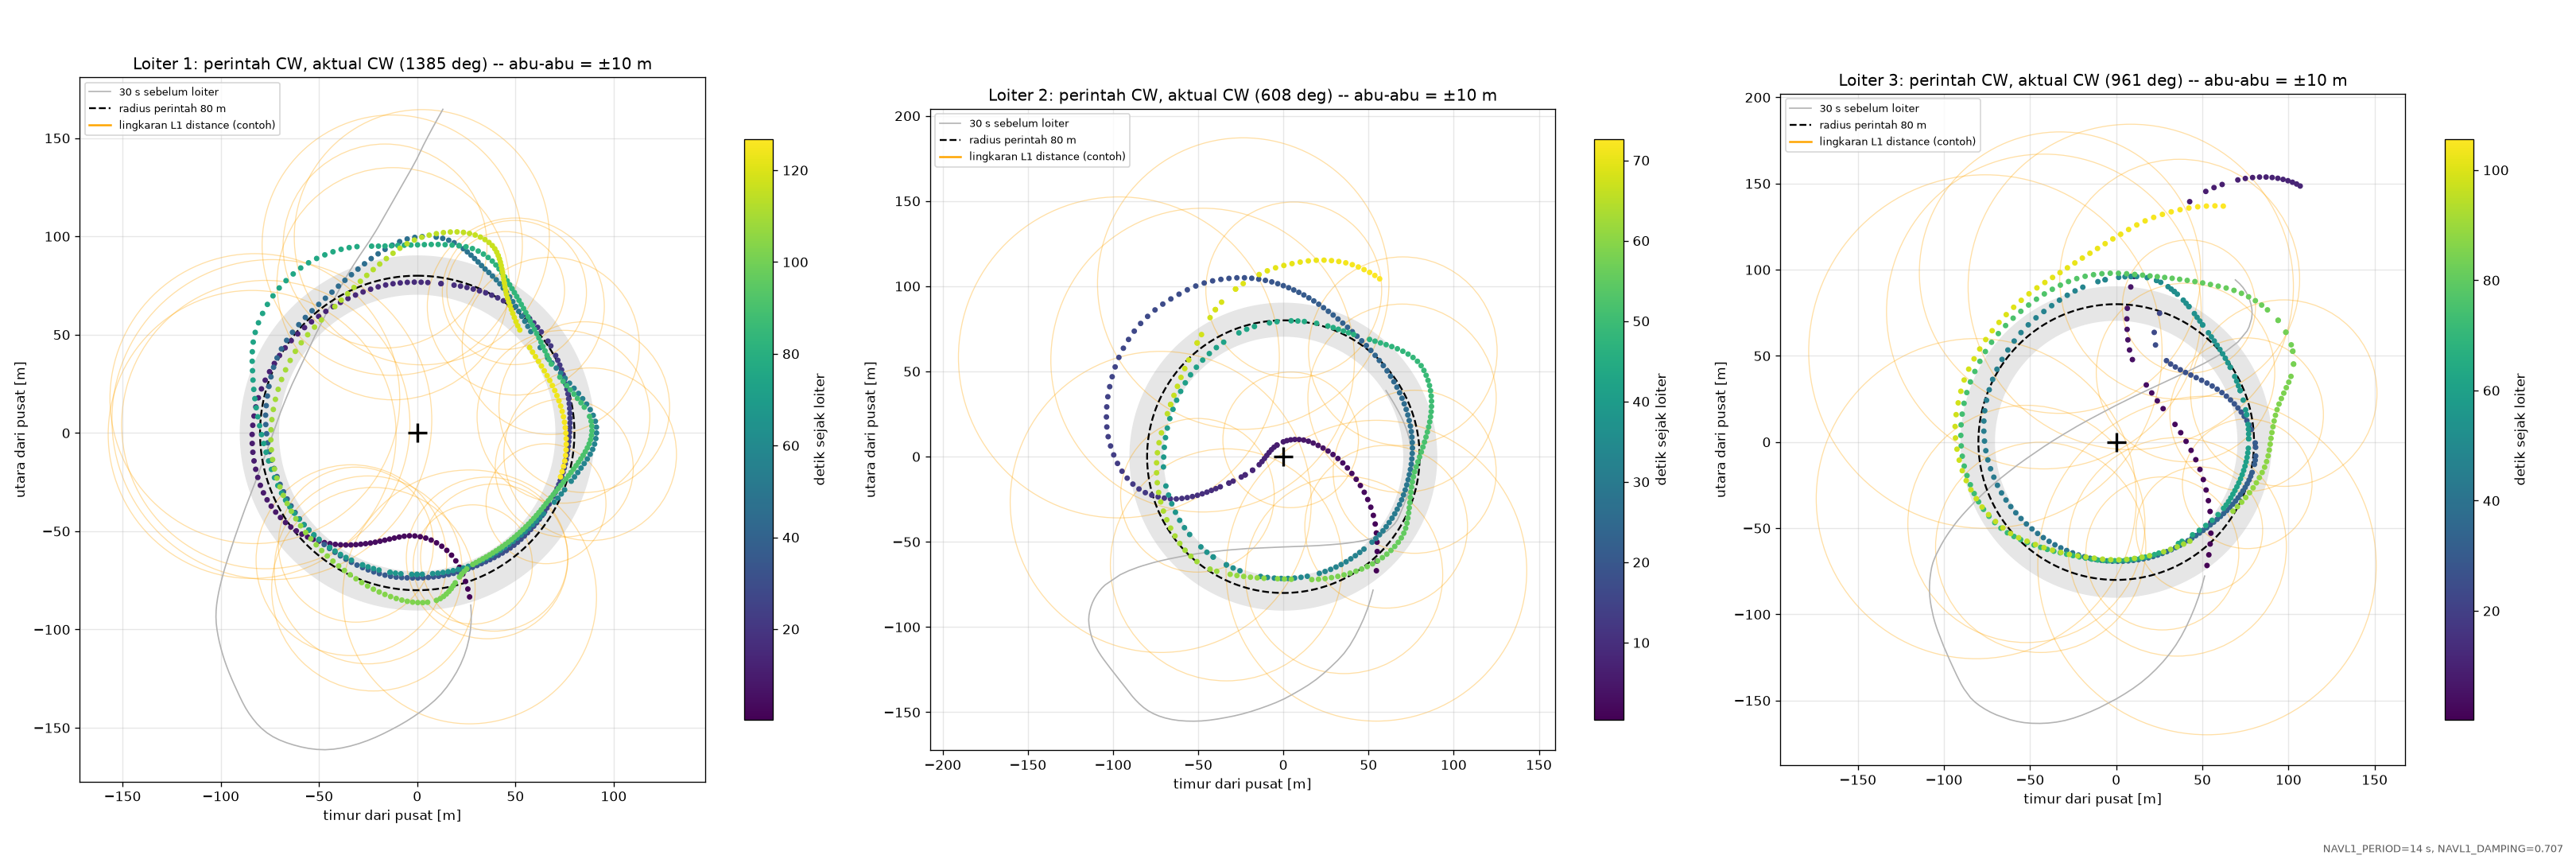 Loiter 1: perintah CW, aktual CW (1385 deg) -- abu-abu = ±10 m
30 s sebelum loiter
radius perintah 80 m
lingkaran L1 distance (contoh)
150
100
50
0
−50
−100
−150
utara dari pusat [m]
−150 −100 −50 0 50 100
timur dari pusat [m]
120
100
80
60
40
20
detik sejak loiter
Loiter 2: perintah CW, aktual CW (608 deg) -- abu-abu = ±10 m
30 s sebelum loiter
radius perintah 80 m
lingkaran L1 distance (contoh)
200
150
100
50
0
−50
−100
−150
utara dari pusat [m]
−200 −150 −100 −50 0 50 100 150
timur dari pusat [m]
70
60
50
40
30
20
10
detik sejak loiter
Loiter 3: perintah CW, aktual CW (961 deg) -- abu-abu = ±10 m
30 s sebelum loiter
radius perintah 80 m
lingkaran L1 distance (contoh)
200
150
100
50
0
−50
−100
−150
utara dari pusat [m]
−150 −100 −50 0 50 100 150
timur dari pusat [m]
100
80
60
40
20
detik sejak loiter
NAVL1_PERIOD=14 s, NAVL1_DAMPING=0.707